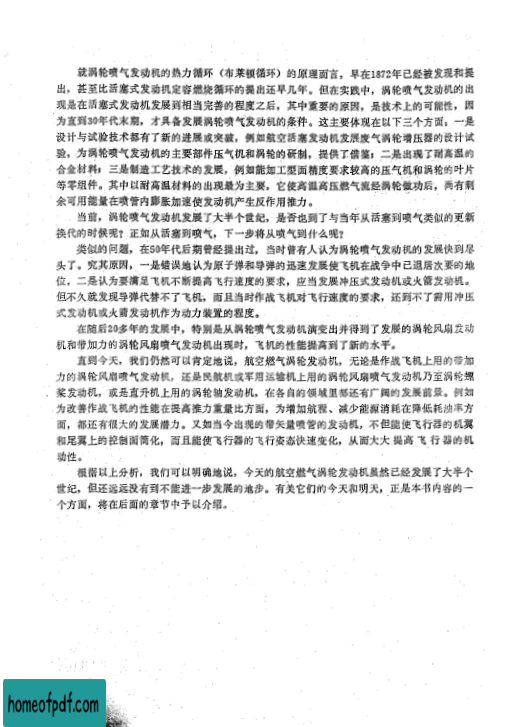 就涡轮喷气发动机的热力循环（布莱顿循环）的原理而言，早在1872年已经被发现和提
出，甚至比活塞式发动机定容燃烧循环的提出还早几年。但在实践中，涡轮喷气发动机的出
现是在活塞式发动机发展到相当完善的程度之后，其中重要的原因，是技术上的可能性，因
为直到30年代末期，才具备发展涡轮喷气发动机的条件。这主要体现在以下三个方面：一是
设计与试验技术都有了新的进展或突破，例如航空活塞发动机发展废气涡轮增压器的设计试
验，为涡轮喷气发动机的主要部件压气机和涡轮的研制，提供了借鉴；二是出现了耐高温的
合金材料；三是制造工艺技术的发展，例如能加工型面精度要求较高的压气机和涡轮的叶片
等零组件。其中以耐高温材料的出现最为主要，它使高温高压燃气流经涡轮做功后，尚有剩
余可用能量在喷管内膨胀加速使发动机产生反作用推力。
当前，涡轮喷气发动机发展了大半个世纪，是否也到了与当年从活塞到喷气类似的更新
换代的时候呢？正如从活塞到喷气，下一步将从喷气到什么呢？
类似的问题，在50年代后期曾经提出过，当时曾有人认为涡轮喷气发动机的发展快到尽
头了。究其原因，一是错误地认为原子弹和导弹的迅速发展使飞机在战争中已退居次要的地
位，二是认为要满足飞机不断提高飞行速度的要求，应当发展冲压式发动机或火箭发动机。
但不久就发现导弹代替不了飞机，而且当时作战飞机对飞行速度的要求，还到不了需用冲压
式发动机或火箭发动机作为动力装置的程度。
在随后20多年的发展中，特别是从涡轮喷气发动机演变出并得到了发展的涡轮风扇发动
机和带加力的涡轮风扇喷气发动机出现时，飞机的性能提高到了新的水平。
直到今天，我们仍然可以肯定地说，航空燃气涡轮发动机，无论是作战飞机上用的带加
力的涡轮风扇喷气发动机，还是民航机或军用运输机上用的涡轮风扇喷气发动机乃至涡轮螺
桨发动机，或是直升机上用的涡轮轴发动机，在各自的领域里都还有广阔的发展前景。例如
为改善作战飞机的性能在提高推力重量比方面，为增加航程、减少能源消耗在降低耗油率方
面，都还有很大的发展潜力。又如当今出现的带矢量喷管的发动机，不但能使飞行器的机翼
和尾翼上的控制面简化，而且能使飞行器的飞行姿态快速变化，从而大大提高飞行器的机
动性。
根据以上分析，我们可以明确地说，今天的航空燃气涡轮发动机虽然已经发展了大半个
世纪，但还远远没有到不能进一步发展的地步。有关它们的今天和明天，正是本书内容的一
个方面，将在后面的章节中予以介绍。
homeofpdf.com